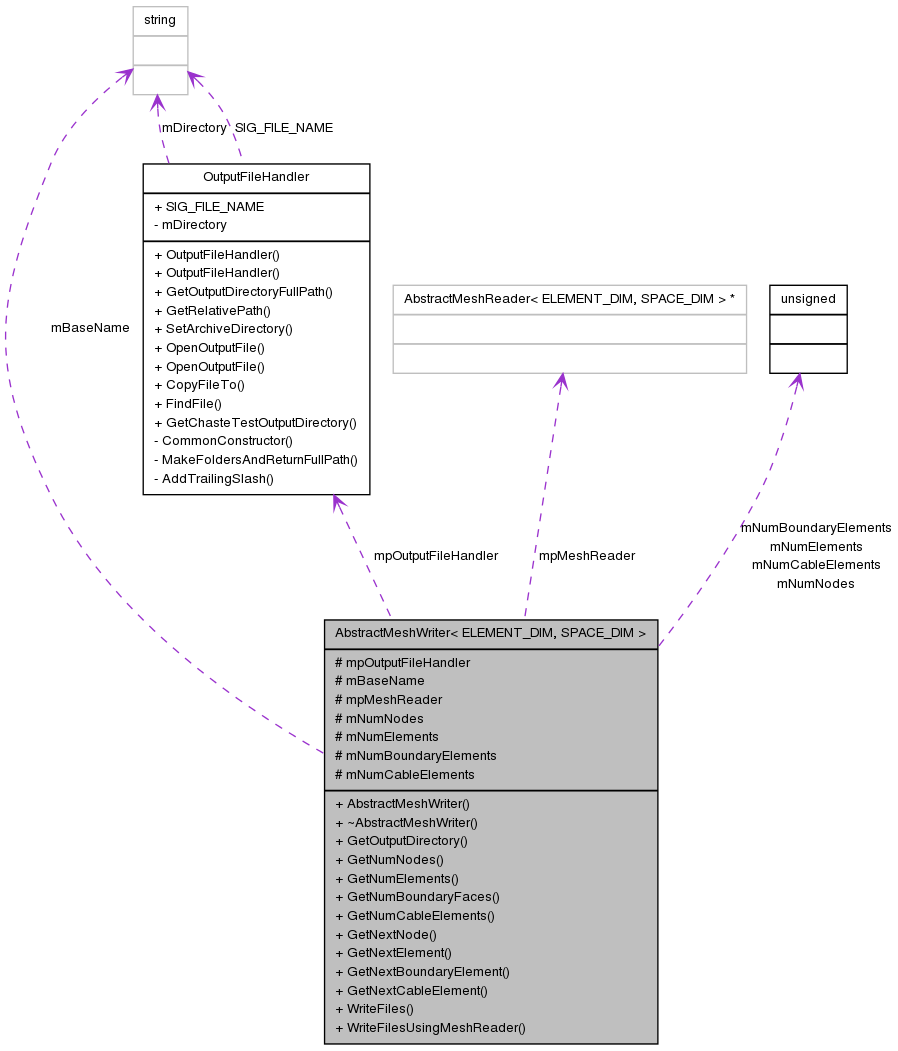 string
mDirectory
SIG_FILE_NAME
OutputFileHandler
+ SIG_FILE_NAME
- mDirectory
+ OutputFileHandler()
+ OutputFileHandler()
+ GetOutputDirectoryFullPath()
+ GetRelativePath()
+ SetArchiveDirectory()
+ OpenOutputFile()
+ OpenOutputFile()
+ CopyFileTo()
+ FindFile()
+ GetChasteTestOutputDirectory()
- CommonConstructor()
- MakeFoldersAndReturnFullPath()
- AddTrailingSlash()
mBaseName
AbstractMeshReader< ELEMENT_DIM, SPACE_DIM > *
unsigned
mpOutputFileHandler
mpMeshReader
mNumBoundaryElements
mNumElements
mNumCableElements
mNumNodes
AbstractMeshWriter< ELEMENT_DIM, SPACE_DIM >
# mpOutputFileHandler
# mBaseName
# mpMeshReader
# mNumNodes
# mNumElements
# mNumBoundaryElements
# mNumCableElements
+ AbstractMeshWriter()
+ ~AbstractMeshWriter()
+ GetOutputDirectory()
+ GetNumNodes()
+ GetNumElements()
+ GetNumBoundaryFaces()
+ GetNumCableElements()
+ GetNextNode()
+ GetNextElement()
+ GetNextBoundaryElement()
+ GetNextCableElement()
+ WriteFiles()
+ WriteFilesUsingMeshReader()